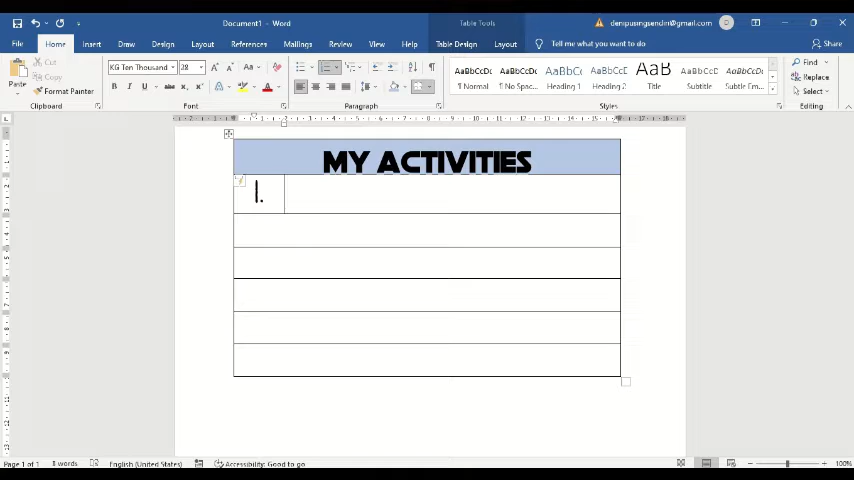 Document1 - Word
Table Tools
denipusingsendiri@gmail.com
File
Home
Insert
Draw
Design
Layout
References
Mailings
Review
View
Help
Table Design
Layout
Tell me what you want to do
Share
Paste
Cut
Copy
Format Painter
KG Ten Thousand
28
AaBbCcDc
AaBbCcDc
AaBbCc
AaBbCcD
AaB
AaBbCcD
AaBbCcDc
¶ Normal
¶ No Spac...
Heading 1
Heading 2
Title
Subtitle
Subtle Em...
Find
Replace
Select
Clipboard
Font
Paragraph
Styles
Editing
MY ACTIVITIES
1.
Page 1 of 1
8 words
English (United States)
Accessibility: Good to go
100%